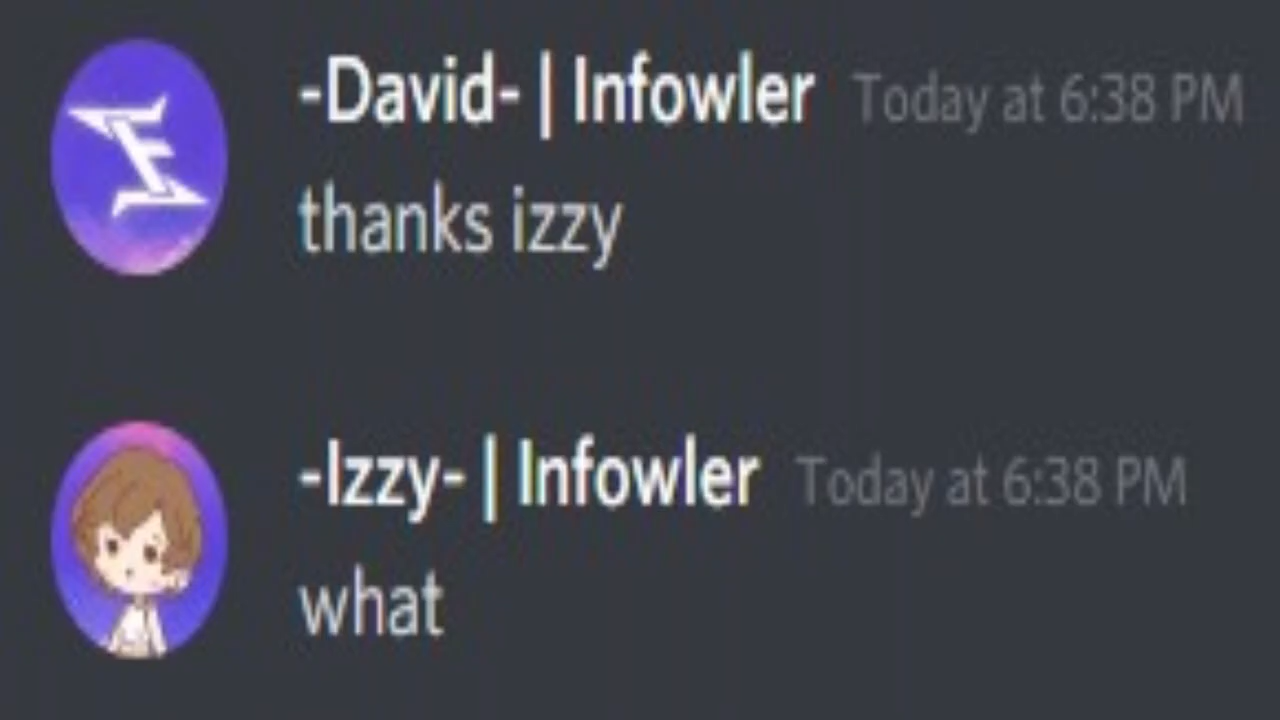 -David- | Infowler Today at 6:38 PM
thanks izzy
-Izzy- | Infowler Today at 6:38 PM
what